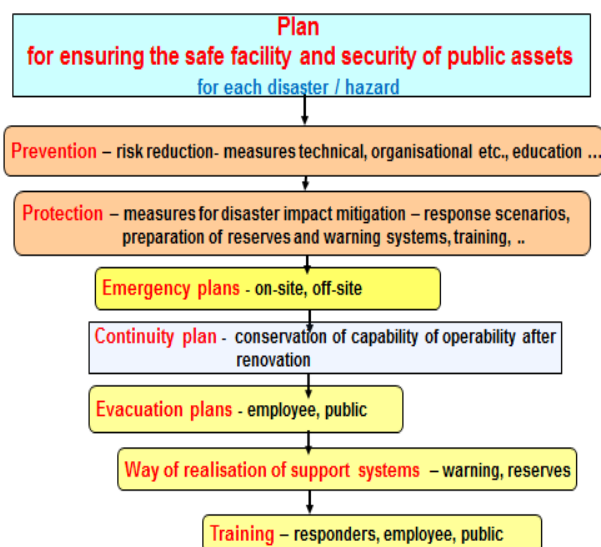 Plan
for ensuring the safe facility and security of public assets
for each disaster / hazard
Prevention – risk reduction- measures technical, organisational etc., education ...
Protection – measures for disaster impact mitigation – response scenarios,
preparation of reserves and warning systems, training, ..
Emergency plans - on-site, off-site
Continuity plan - conservation of capability of operability after
renovation
Evacuation plans - employee, public
Way of realisation of support systems – warning, reserves
Training – responders, employee, public